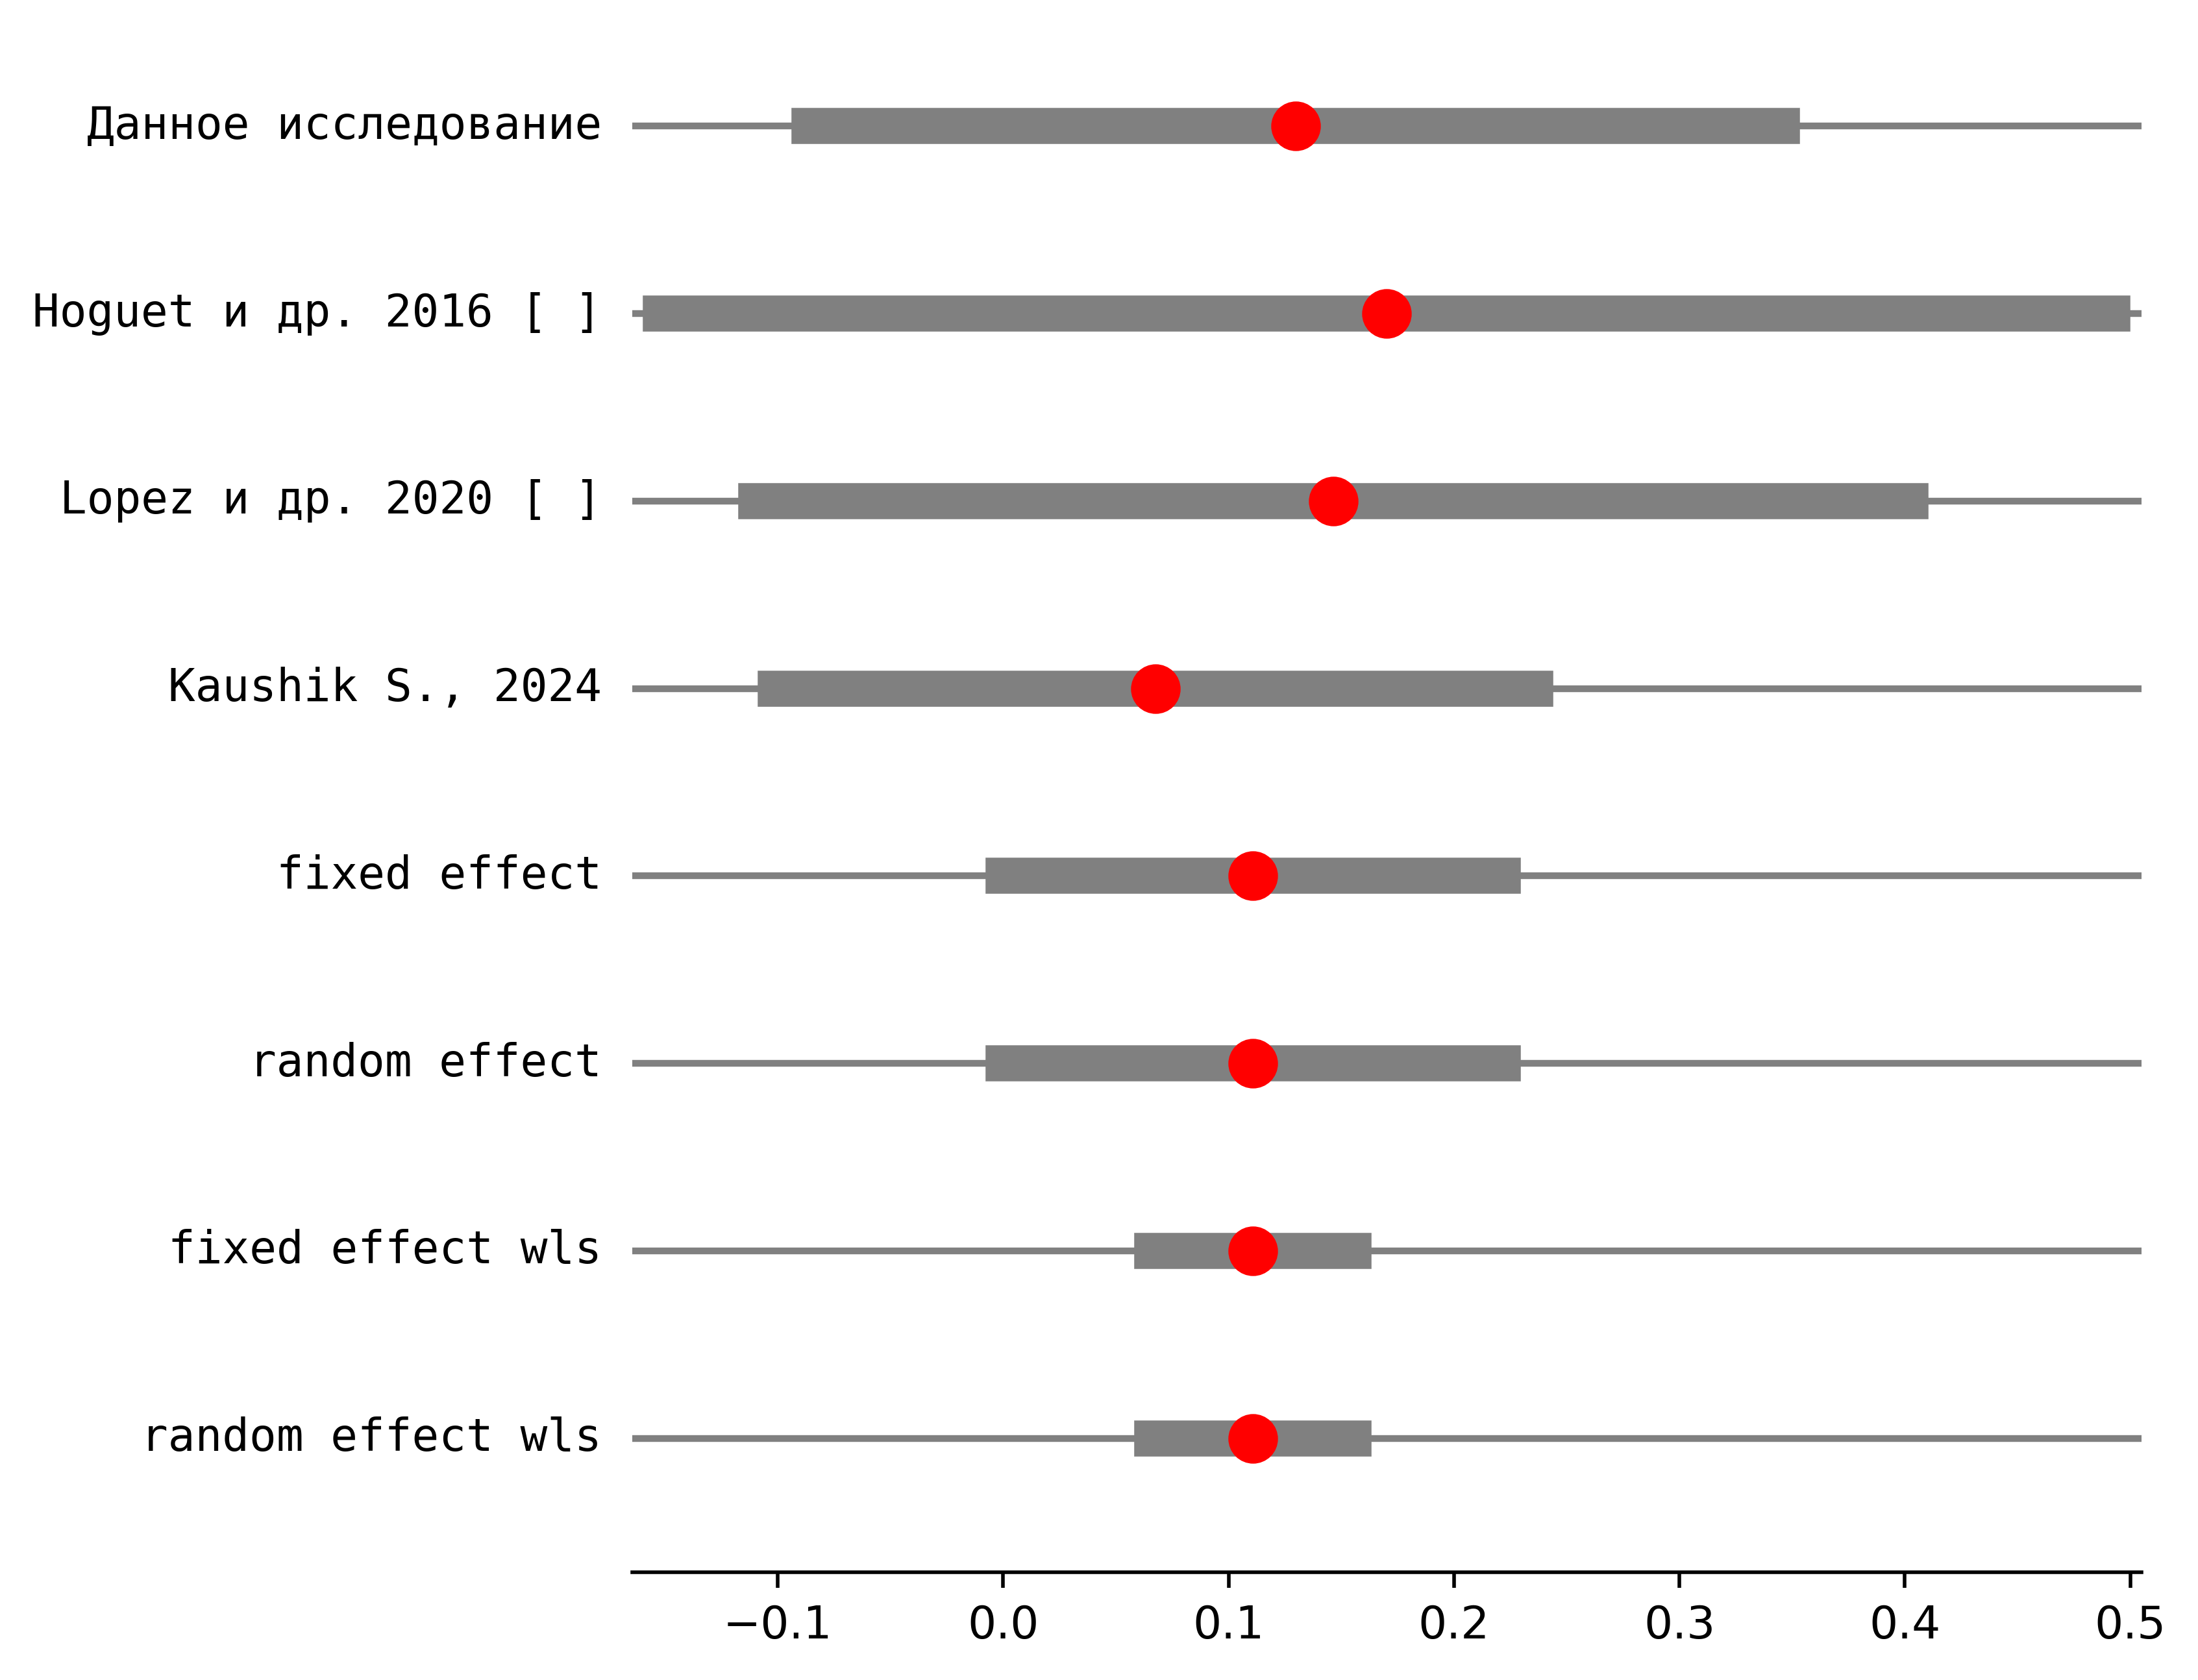 Данное исследование
Hoguet и др. 2016 [ ]
Lopez и др. 2020 [ ]
Kaushik S., 2024
fixed effect
random effect
fixed effect wls
random effect wls
−0.1 0.0 0.1 0.2 0.3 0.4 0.5